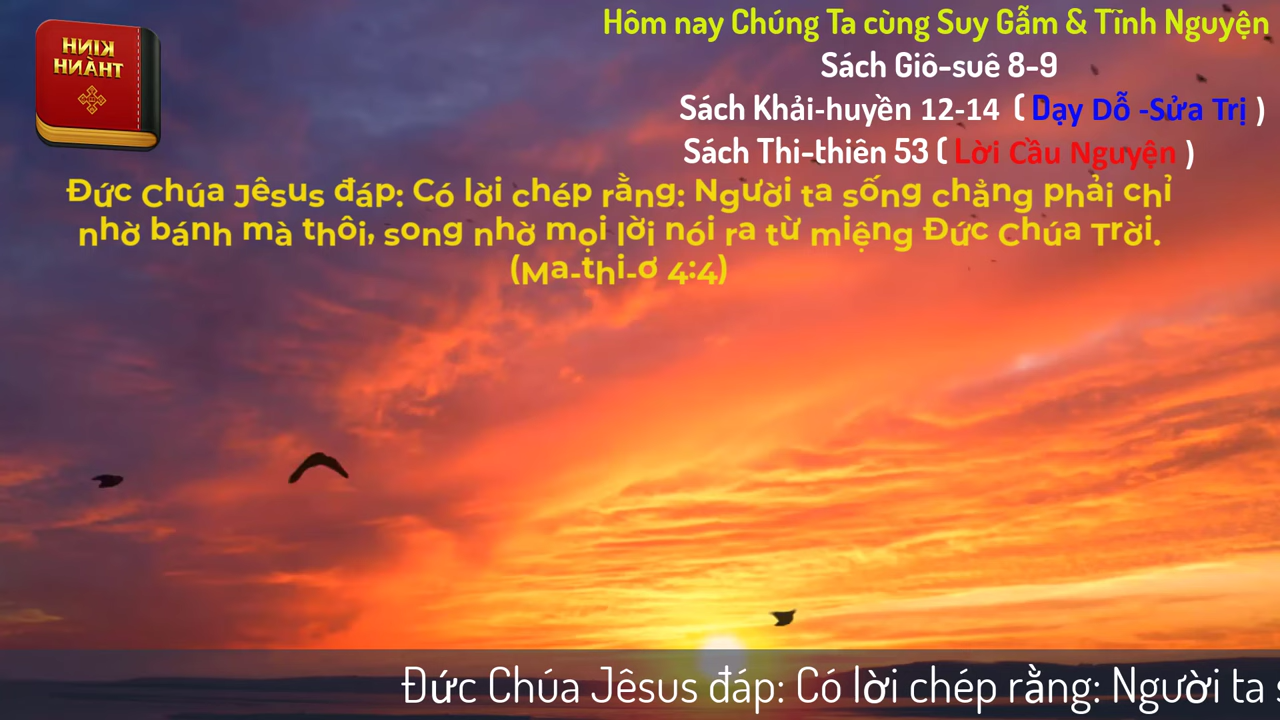 KINH
THÀNH
Hôm nay Chúng Ta cùng Suy Gẫm & Tĩnh Nguyện
Sách Giô-suê 8-9
Sách Khải-huyền 12-14 ( Dạy Dỗ -Sửa Trị )
Sách Thi-thiên 53 ( Lời Cầu Nguyện )
Đức Chúa Jêsus đáp: Có lời chép rằng: Người ta sống chẳng phải chỉ
nhờ bánh mà thôi, song nhờ mọi lời nói ra từ miệng Đức Chúa Trời.
(Ma-thi-ơ 4:4)
Đức Chúa Jêsus đáp: Có lời chép rằng: Người ta